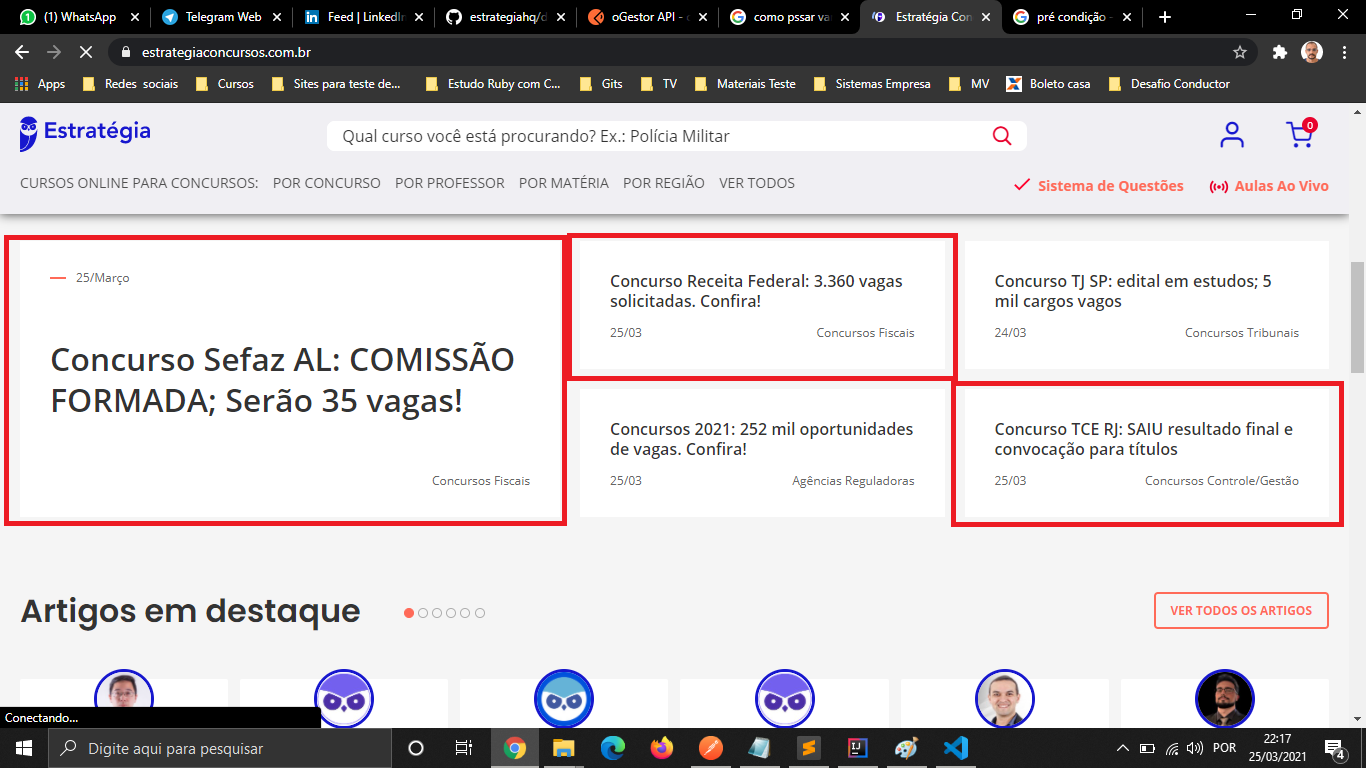 (1) WhatsApp
Telegram Web
Feed | LinkedIn
estrategiahq/d
oGestor API - c
como pssar va
Estratégia Con
pré condição -
estrategiaconcursos.com.br
Apps
Redes sociais
Cursos
Sites para teste de...
Estudo Ruby com C...
Gits
TV
Materiais Teste
Sistemas Empresa
MV
Boleto casa
Desafio Conductor
Estratégia
Qual curso você está procurando? Ex.: Polícia Militar
0
CURSOS ONLINE PARA CONCURSOS: POR CONCURSO POR PROFESSOR POR MATÉRIA POR REGIÃO VER TODOS
Sistema de Questões
Aulas Ao Vivo
25/Março
Concurso Sefaz AL: COMISSÃO
FORMADA; Serão 35 vagas!
Concursos Fiscais
Concurso Receita Federal: 3.360 vagas
solicitadas. Confira!
25/03 Concursos Fiscais
Concurso TJ SP: edital em estudos; 5
mil cargos vagos
24/03 Concursos Tribunais
Concursos 2021: 252 mil oportunidades
de vagas. Confira!
25/03 Agências Reguladoras
Concurso TCE RJ: SAIU resultado final e
convocação para títulos
25/03 Concursos Controle/Gestão
Artigos em destaque
VER TODOS OS ARTIGOS
Conectando...
Digite aqui para pesquisar
POR
22:17
25/03/2021
4